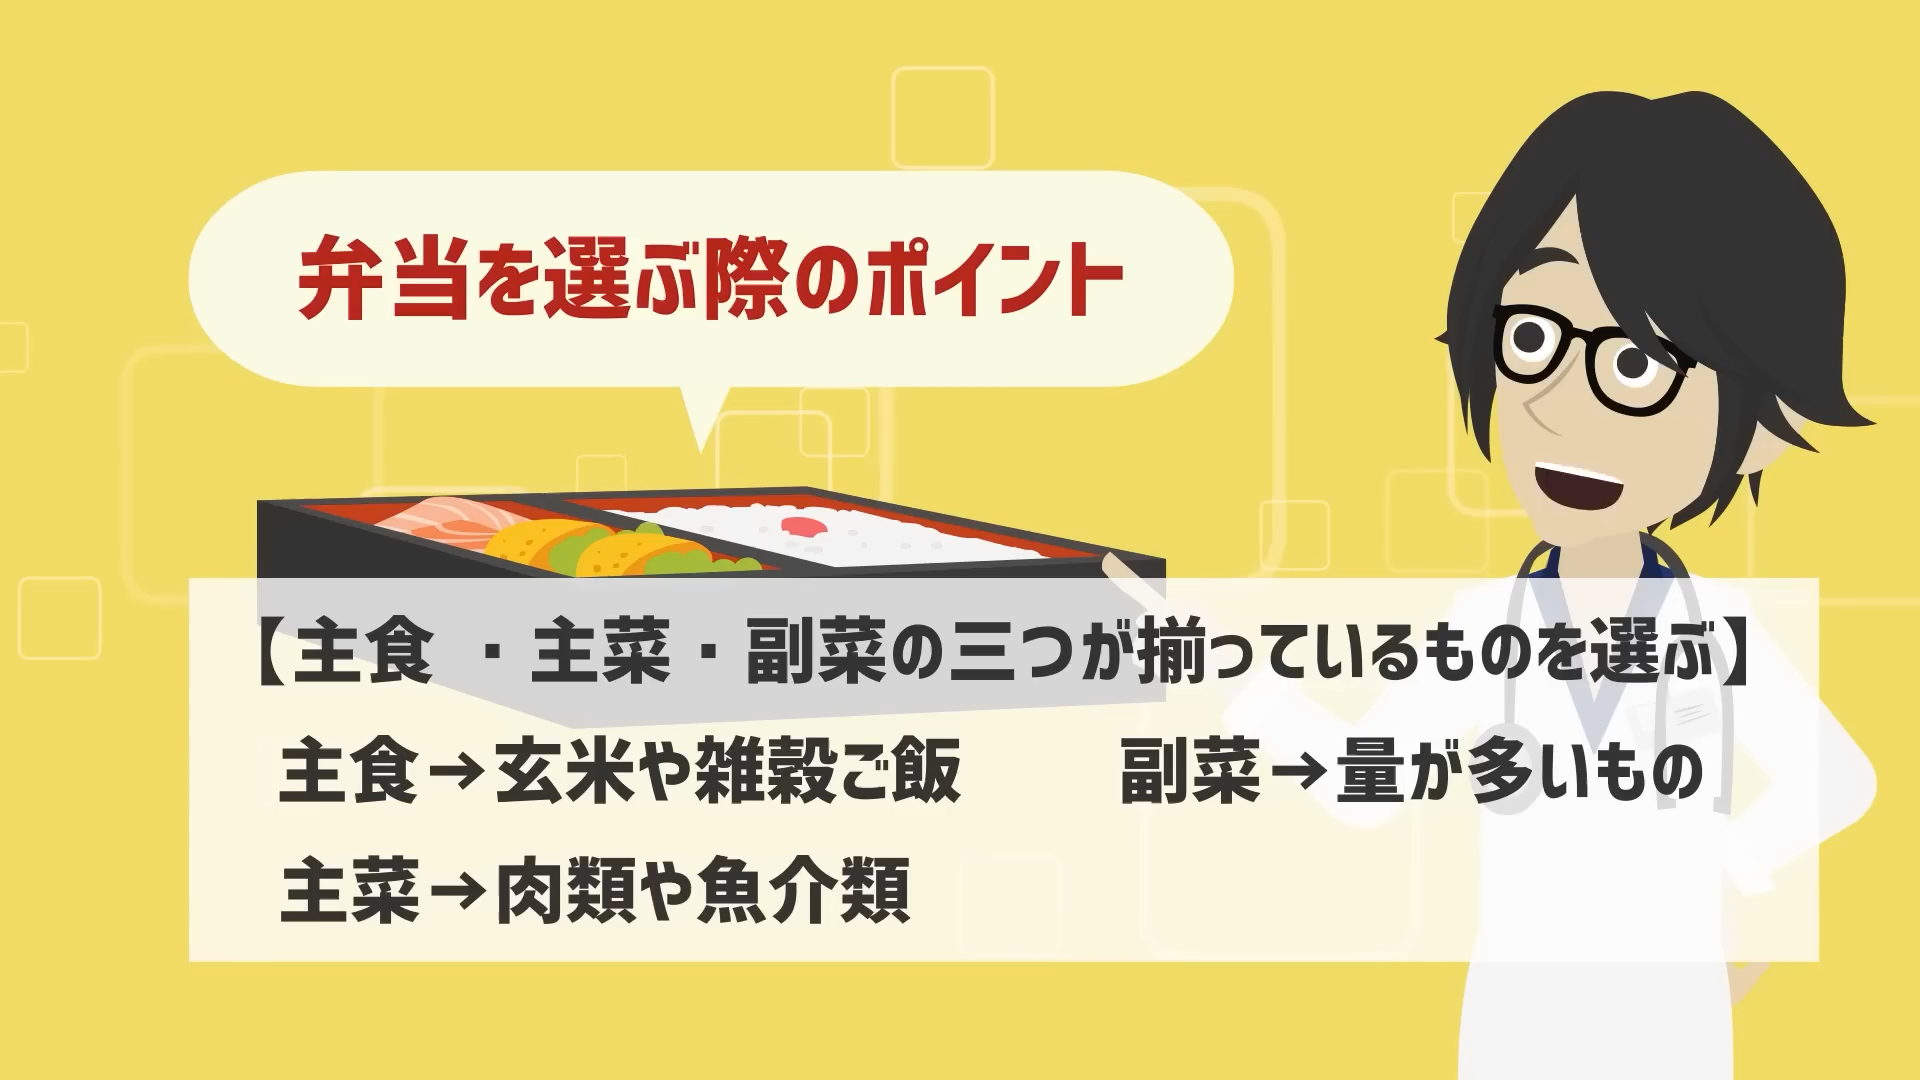 弁当を選ぶ際のポイント
【主食 ・主菜・副菜の三つが揃っているものを選ぶ】
主食→玄米や雑穀ご飯　　副菜→量が多いもの
主菜→肉類や魚介類